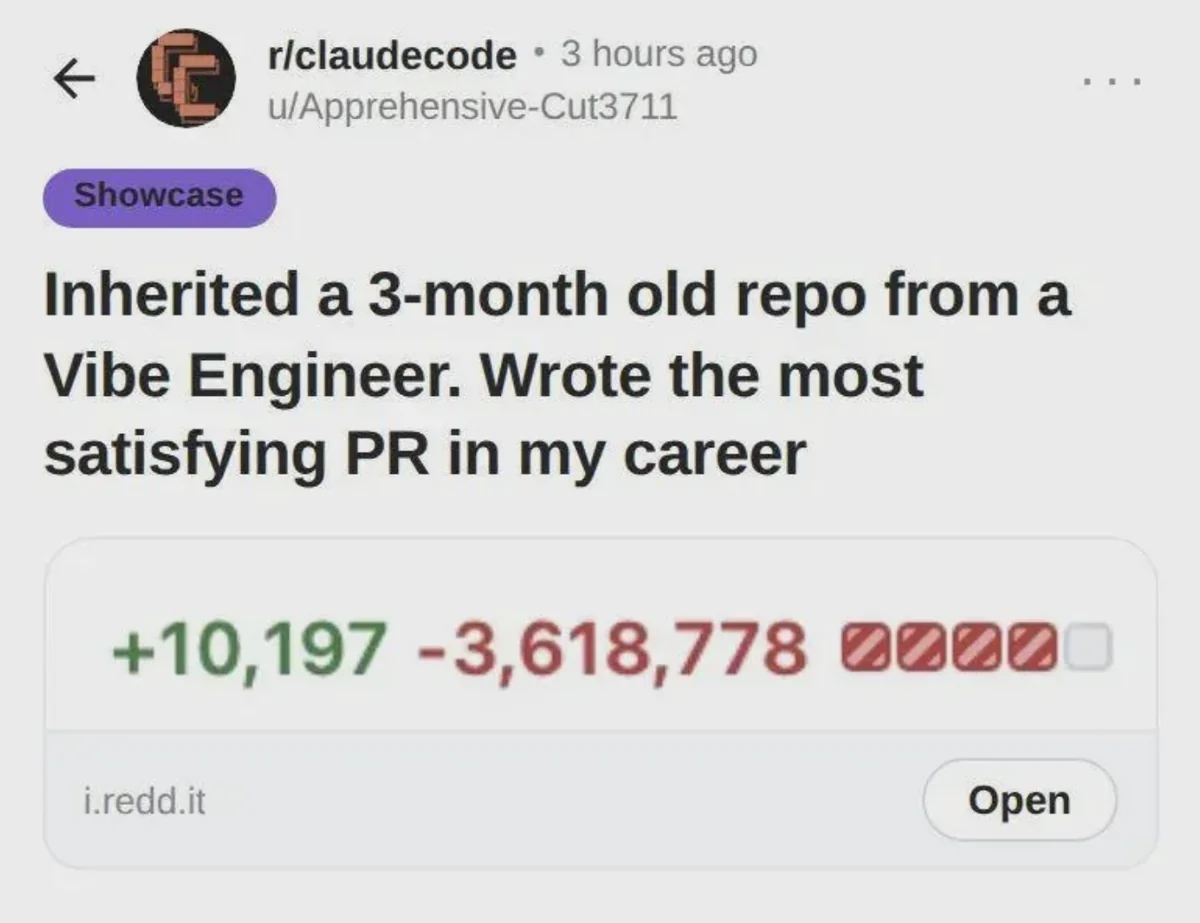 r/claudecode • 3 hours ago
u/Apprehensive-Cut3711
Showcase
Inherited a 3-month old repo from a
Vibe Engineer. Wrote the most
satisfying PR in my career
+10,197 -3,618,778
i.redd.it
Open